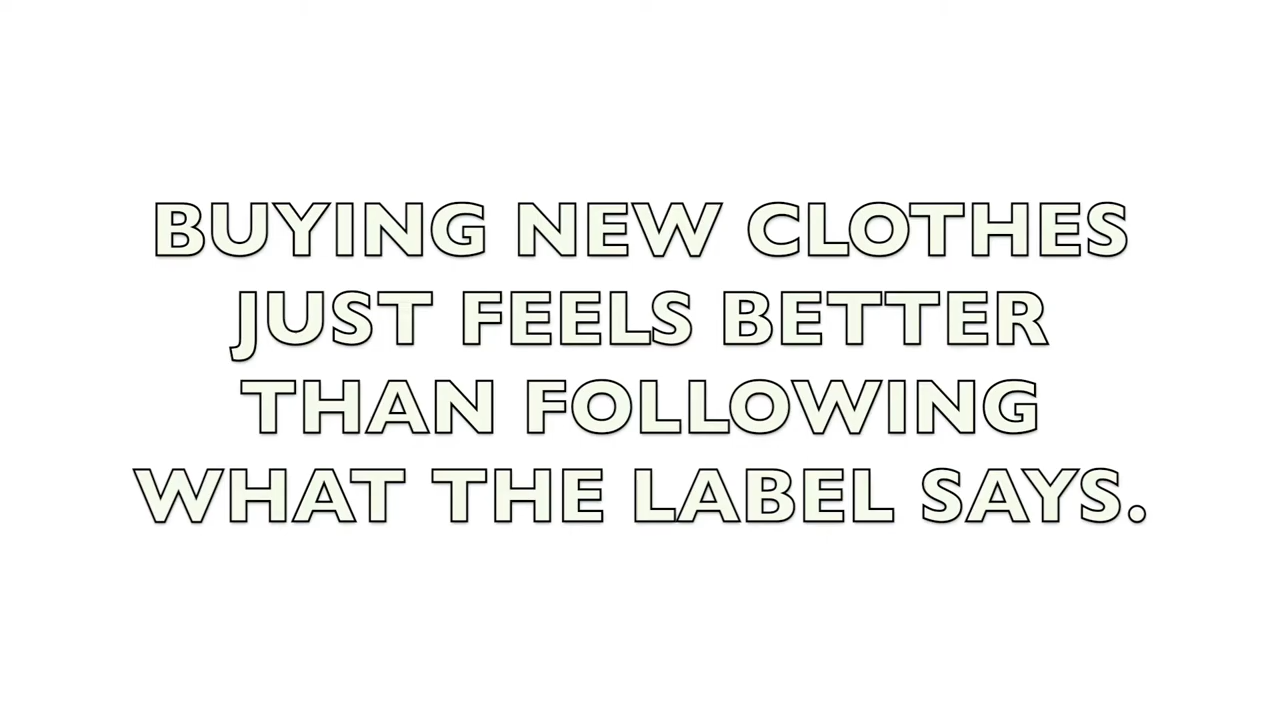 BUYING NEW CLOTHES
JUST FEELS BETTER
THAN FOLLOWING
WHAT THE LABEL SAYS.